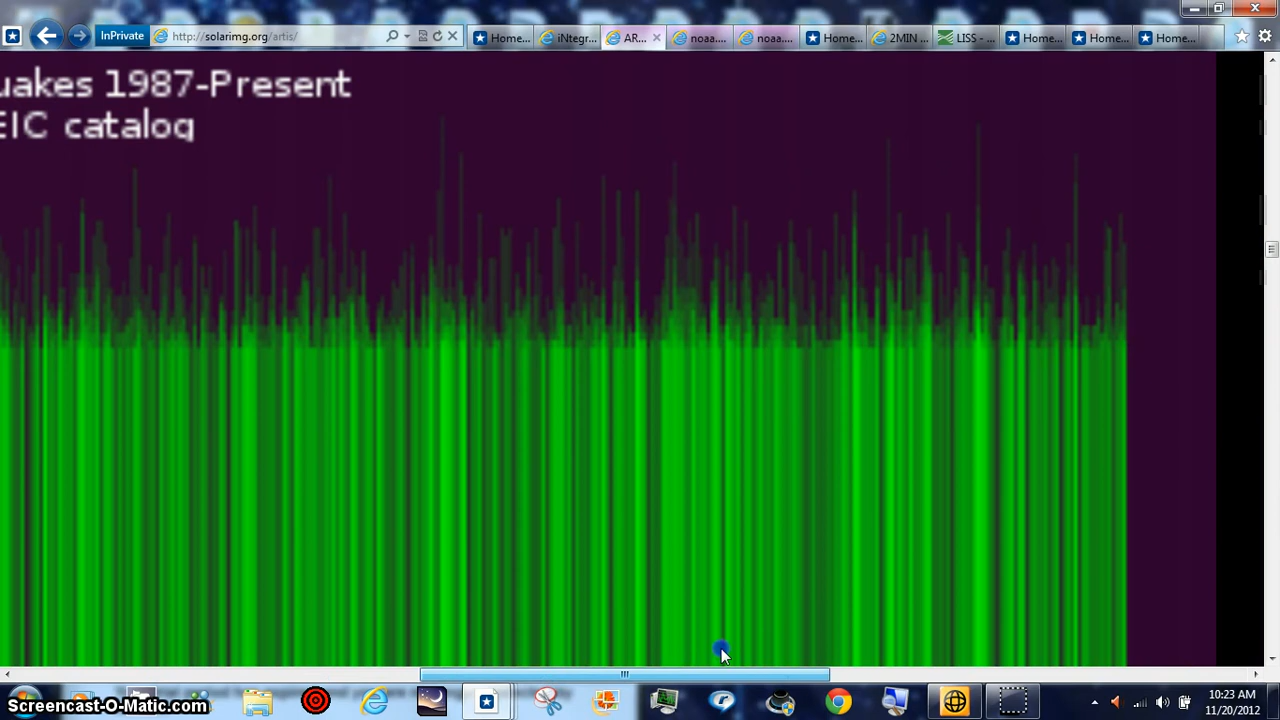 InPrivate
http://solarimg.org/artis/
Home...
iNtegr...
AR...
noaa....
noaa....
Home...
2MIN ...
LISS - ...
Home...
Home...
Home...
uakes 1987-Present
EIC catalog
Screencast-O-Matic.com
10:23 AM
11/20/2012